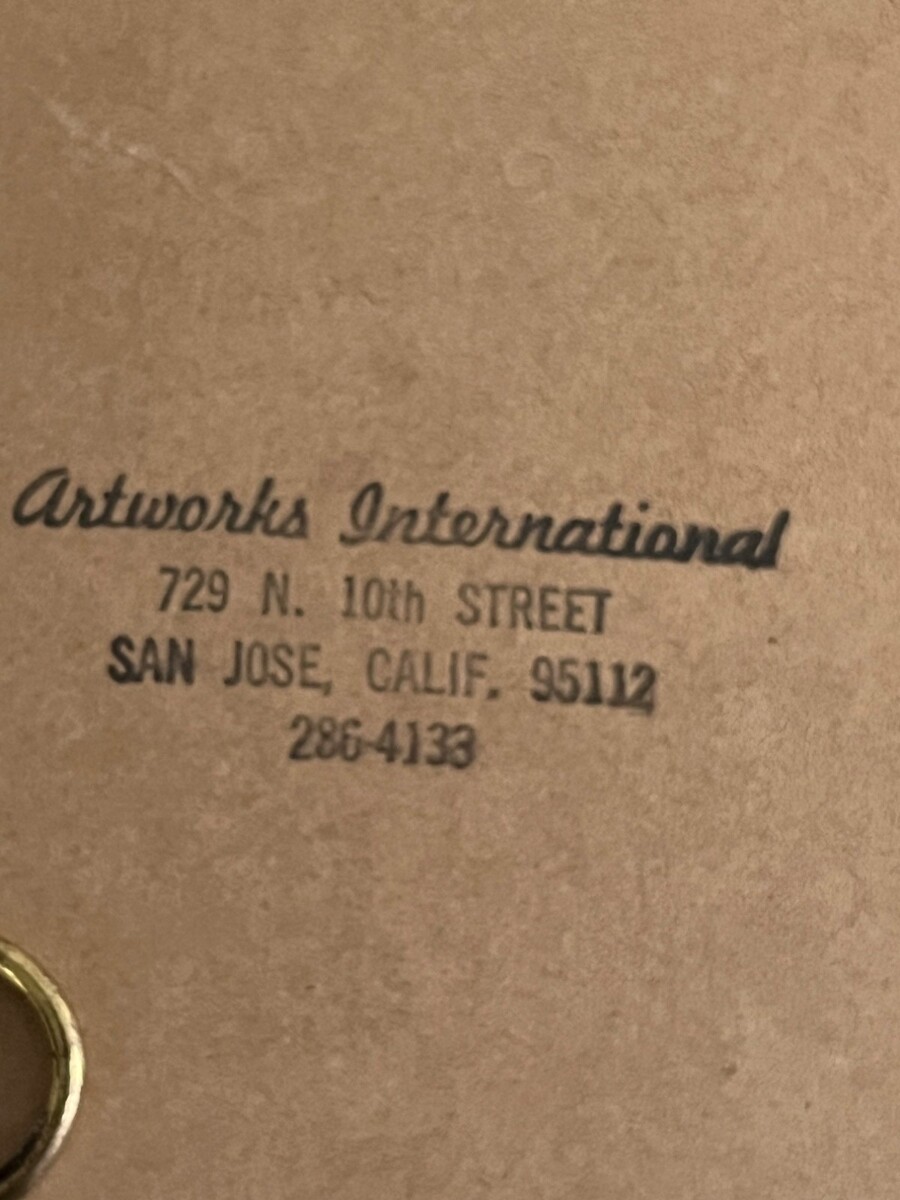 Artworks International
729 N. 10th STREET
SAN JOSE, CALIF. 95112
286-4133